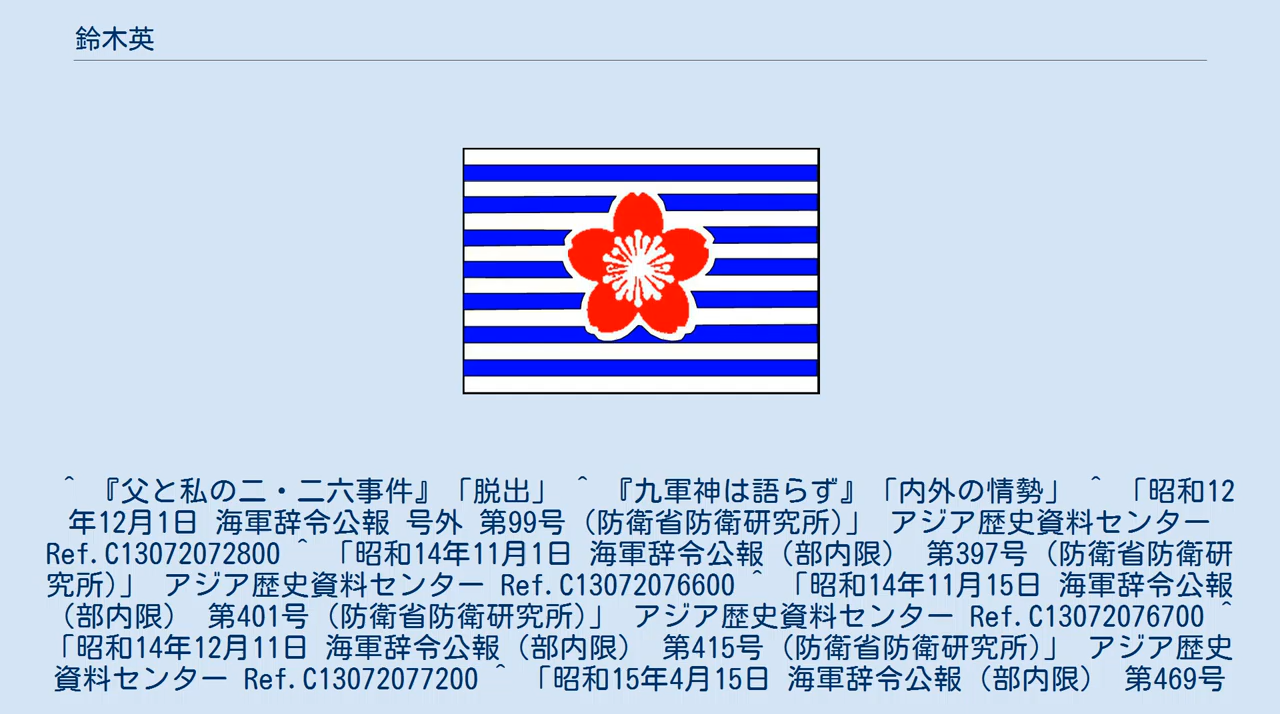 鈴木英
^ 『父と私の二・二六事件』「脱出」 ^ 『九軍神は語らず』「内外の情勢」 ^ 「昭和12
年12月1日 海軍辞令公報 号外 第99号（防衛省防衛研究所）」 アジア歴史資料センター
Ref.C13072072800 ^ 「昭和14年11月1日 海軍辞令公報（部内限） 第397号（防衛省防衛研
究所）」 アジア歴史資料センター Ref.C13072076600 ^ 「昭和14年11月15日 海軍辞令公報
（部内限） 第401号（防衛省防衛研究所）」 アジア歴史資料センター Ref.C13072076700 ^
「昭和14年12月11日 海軍辞令公報（部内限） 第415号（防衛省防衛研究所）」 アジア歴史
資料センター Ref.C13072077200 ^ 「昭和15年4月15日 海軍辞令公報（部内限） 第469号